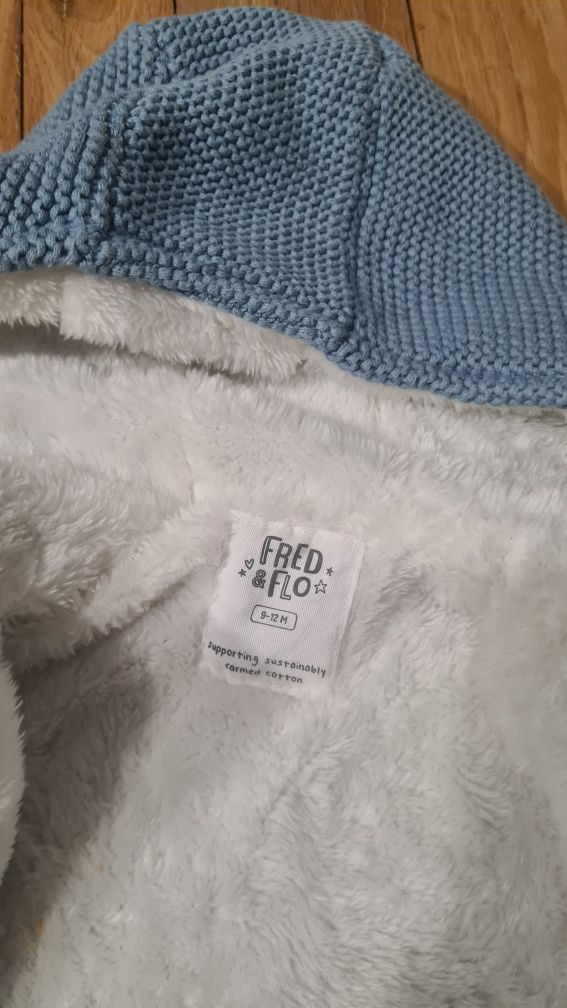 FRED
& FLO
9-12 M
supporting sustainably
farmed cotton